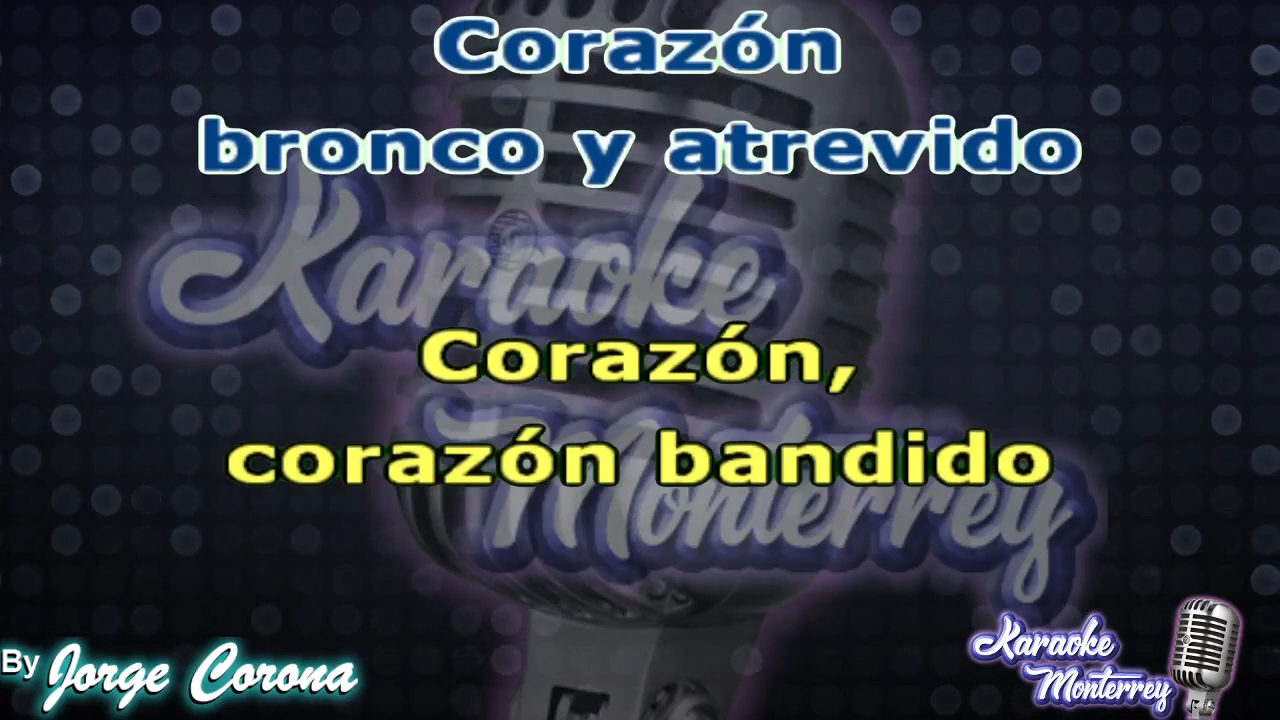 Corazón
bronco y atrevido
Karaoke
Corazón,
corazón bandido
Monterrey
By Jorge Corona
Karaoke
Monterrey